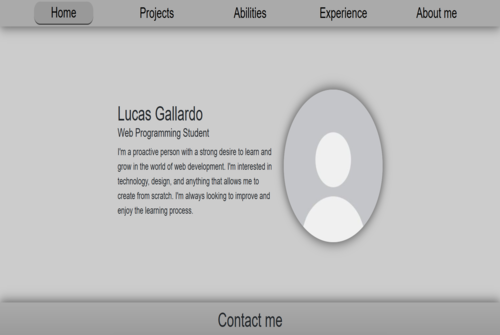 Home
Projects
Abilities
Experience
About me
Lucas Gallardo
Web Programming Student
I'm a proactive person with a strong desire to learn and
grow in the world of web development. I'm interested in
technology, design, and anything that allows me to
create from scratch. I'm always looking to improve and
enjoy the learning process.
Contact me